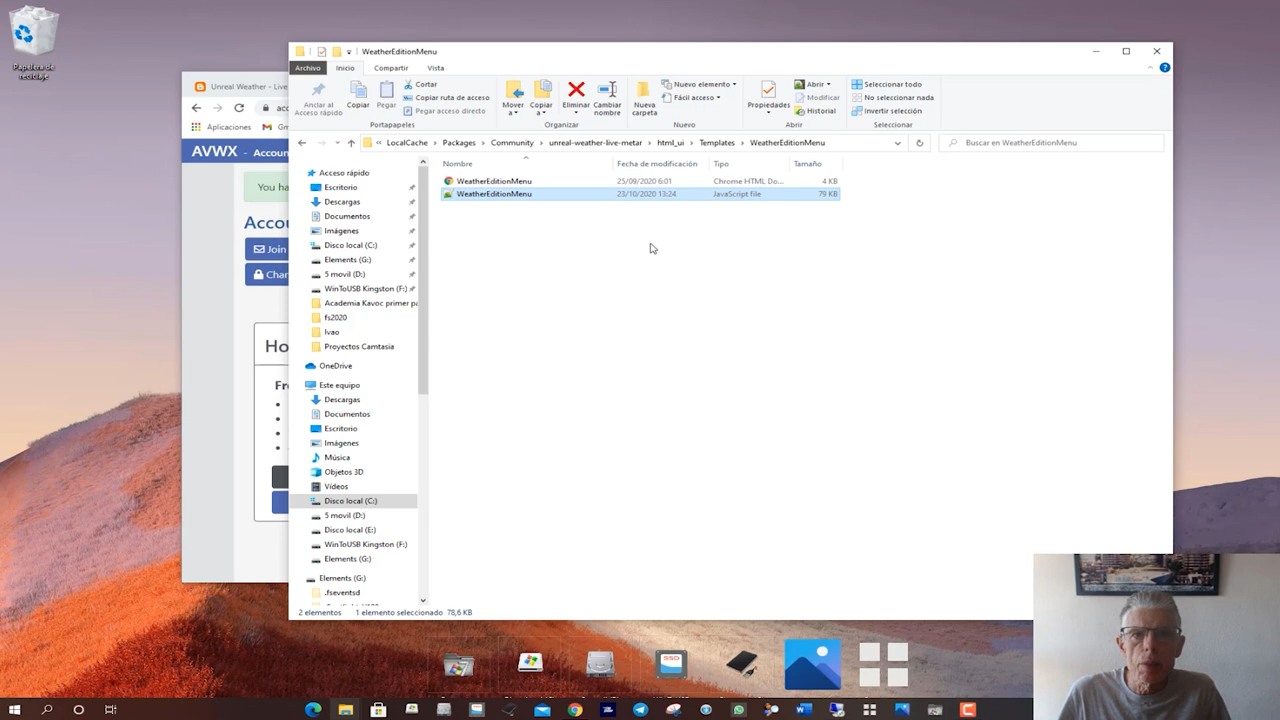 Papelera de
reciclaje
Unreal Weather - Live
Aplicaciones
AVWX - Accoun
You ha
Accou
Join
Char
Ho
Fr
WeatherEditionMenu
Archivo Inicio Compartir Vista
Anclar al
Acceso rápido
Copiar
Pegar
Cortar
Copiar ruta de acceso
Pegar acceso directo
Portapapeles
Mover
a
Copiar
a
Eliminar
Cambiar
nombre
Organizar
Nueva
carpeta
Nuevo elemento
Fácil acceso
Nuevo
Propiedades
Abrir
Modificar
Historial
Abrir
Seleccionar todo
No seleccionar nada
Invertir selección
Seleccionar
« LocalCache > Packages > Community > unreal-weather-live-metar > html_ui > Templates > WeatherEditionMenu
Buscar en WeatherEditionMenu
Nombre Fecha de modificación Tipo Tamaño
WeatherEditionMenu 25/09/2020 6:01 Chrome HTML Do... 4 KB
WeatherEditionMenu 23/10/2020 13:24 JavaScript file 79 KB
Acceso rápido
Escritorio
Descargas
Documentos
Imágenes
Disco local (C:)
Elements (G:)
5 movil (D:)
WinToUSB Kingston (F:)
Academia Kavoc primer pa
fs2020
Ivao
Proyectos Camtasia
OneDrive
Este equipo
Descargas
Documentos
Escritorio
Imágenes
Música
Objetos 3D
Vídeos
Disco local (C:)
5 movil (D:)
Disco local (E:)
WinToUSB Kingston (F:)
Elements (G:)
Elements (G:)
.fseventsd
2 elementos 1 elemento seleccionado 78,6 KB
SSD